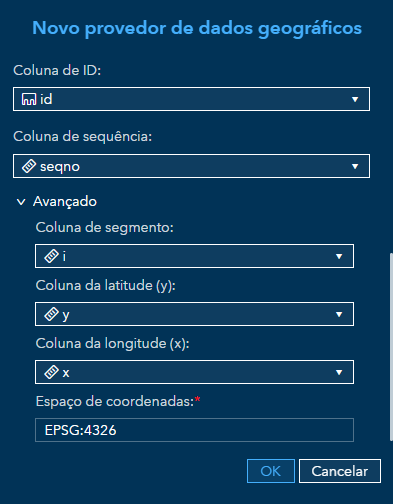 Novo provedor de dados geográficos
Coluna de ID:
id
Coluna de sequência:
seqno
Avançado
Coluna de segmento:
i
Coluna da latitude (y):
y
Coluna da longitude (x):
x
Espaço de coordenadas:*
EPSG:4326
OK Cancelar